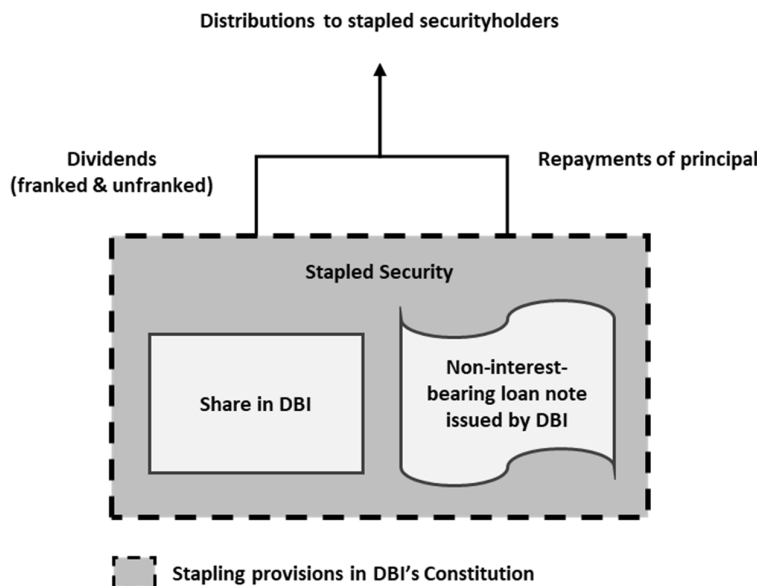 Distributions to stapled securityholders
Dividends
(franked & unfranked)
Repayments of principal
Stapled Security
Share in DBI
Non-interest-
bearing loan note
issued by DBI
Stapling provisions in DBI's Constitution